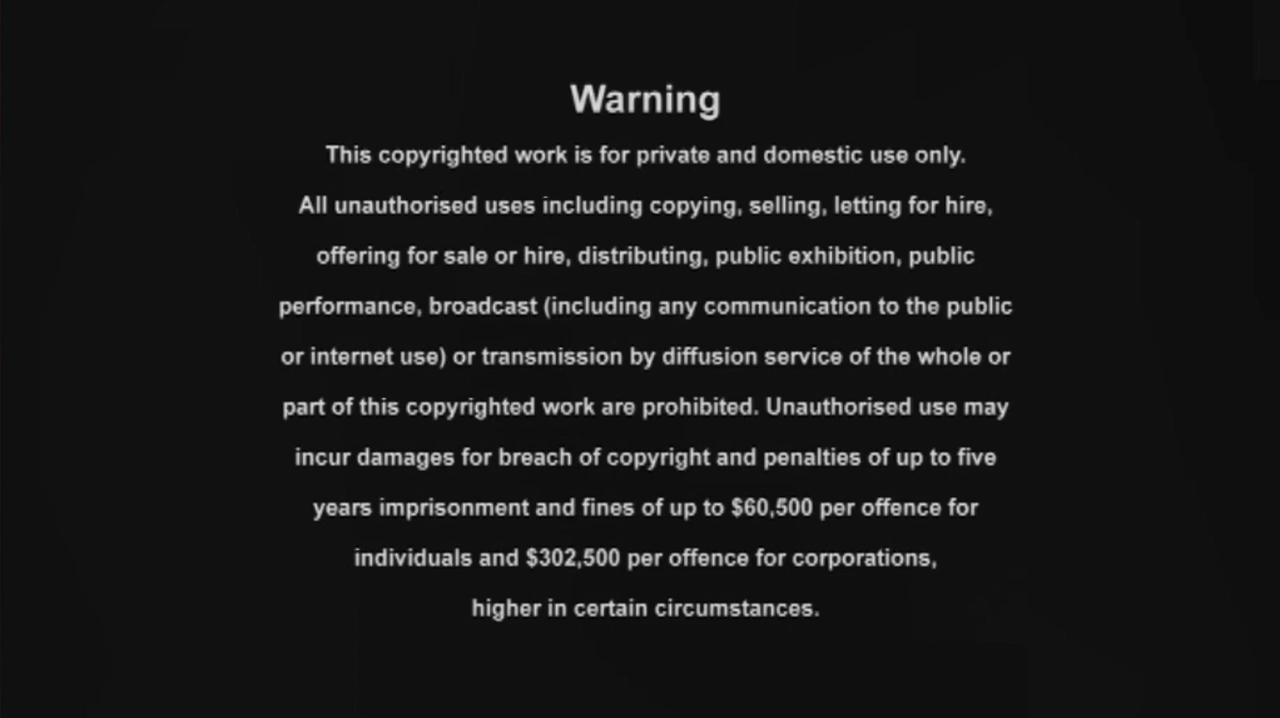 Warning
This copyrighted work is for private and domestic use only.
All unauthorised uses including copying, selling, letting for hire,
offering for sale or hire, distributing, public exhibition, public
performance, broadcast (including any communication to the public
or internet use) or transmission by diffusion service of the whole or
part of this copyrighted work are prohibited. Unauthorised use may
incur damages for breach of copyright and penalties of up to five
years imprisonment and fines of up to $60,500 per offence for
individuals and $302,500 per offence for corporations,
higher in certain circumstances.